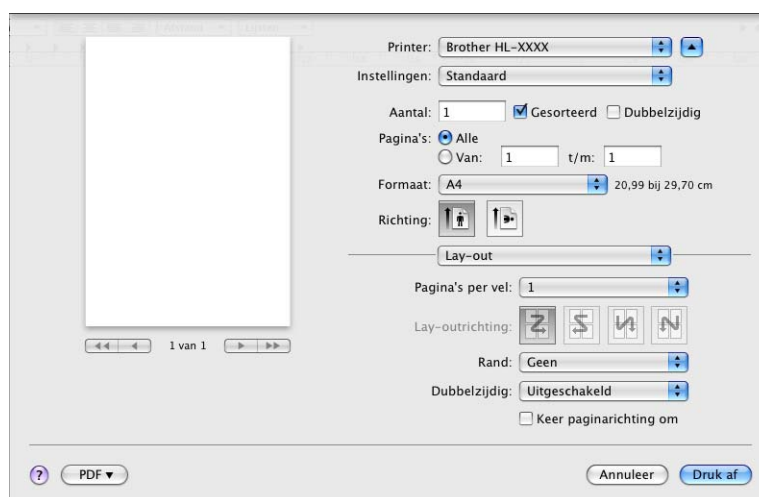 Printer: Brother HL-XXXX
Instellingen: Standaard
Aantal: 1 Gesorteerd Dubbelzijdig
Pagina's: Alle
Van: 1 t/m: 1
Formaat: A4 20,99 bij 29,70 cm
Richting:
Lay-out
Pagina's per vel: 1
Lay-outrichting:
1 van 1
Rand: Geen
Dubbelzijdig: Uitgeschakeld
Keer paginarichting om
? PDF Annuleer Druk af